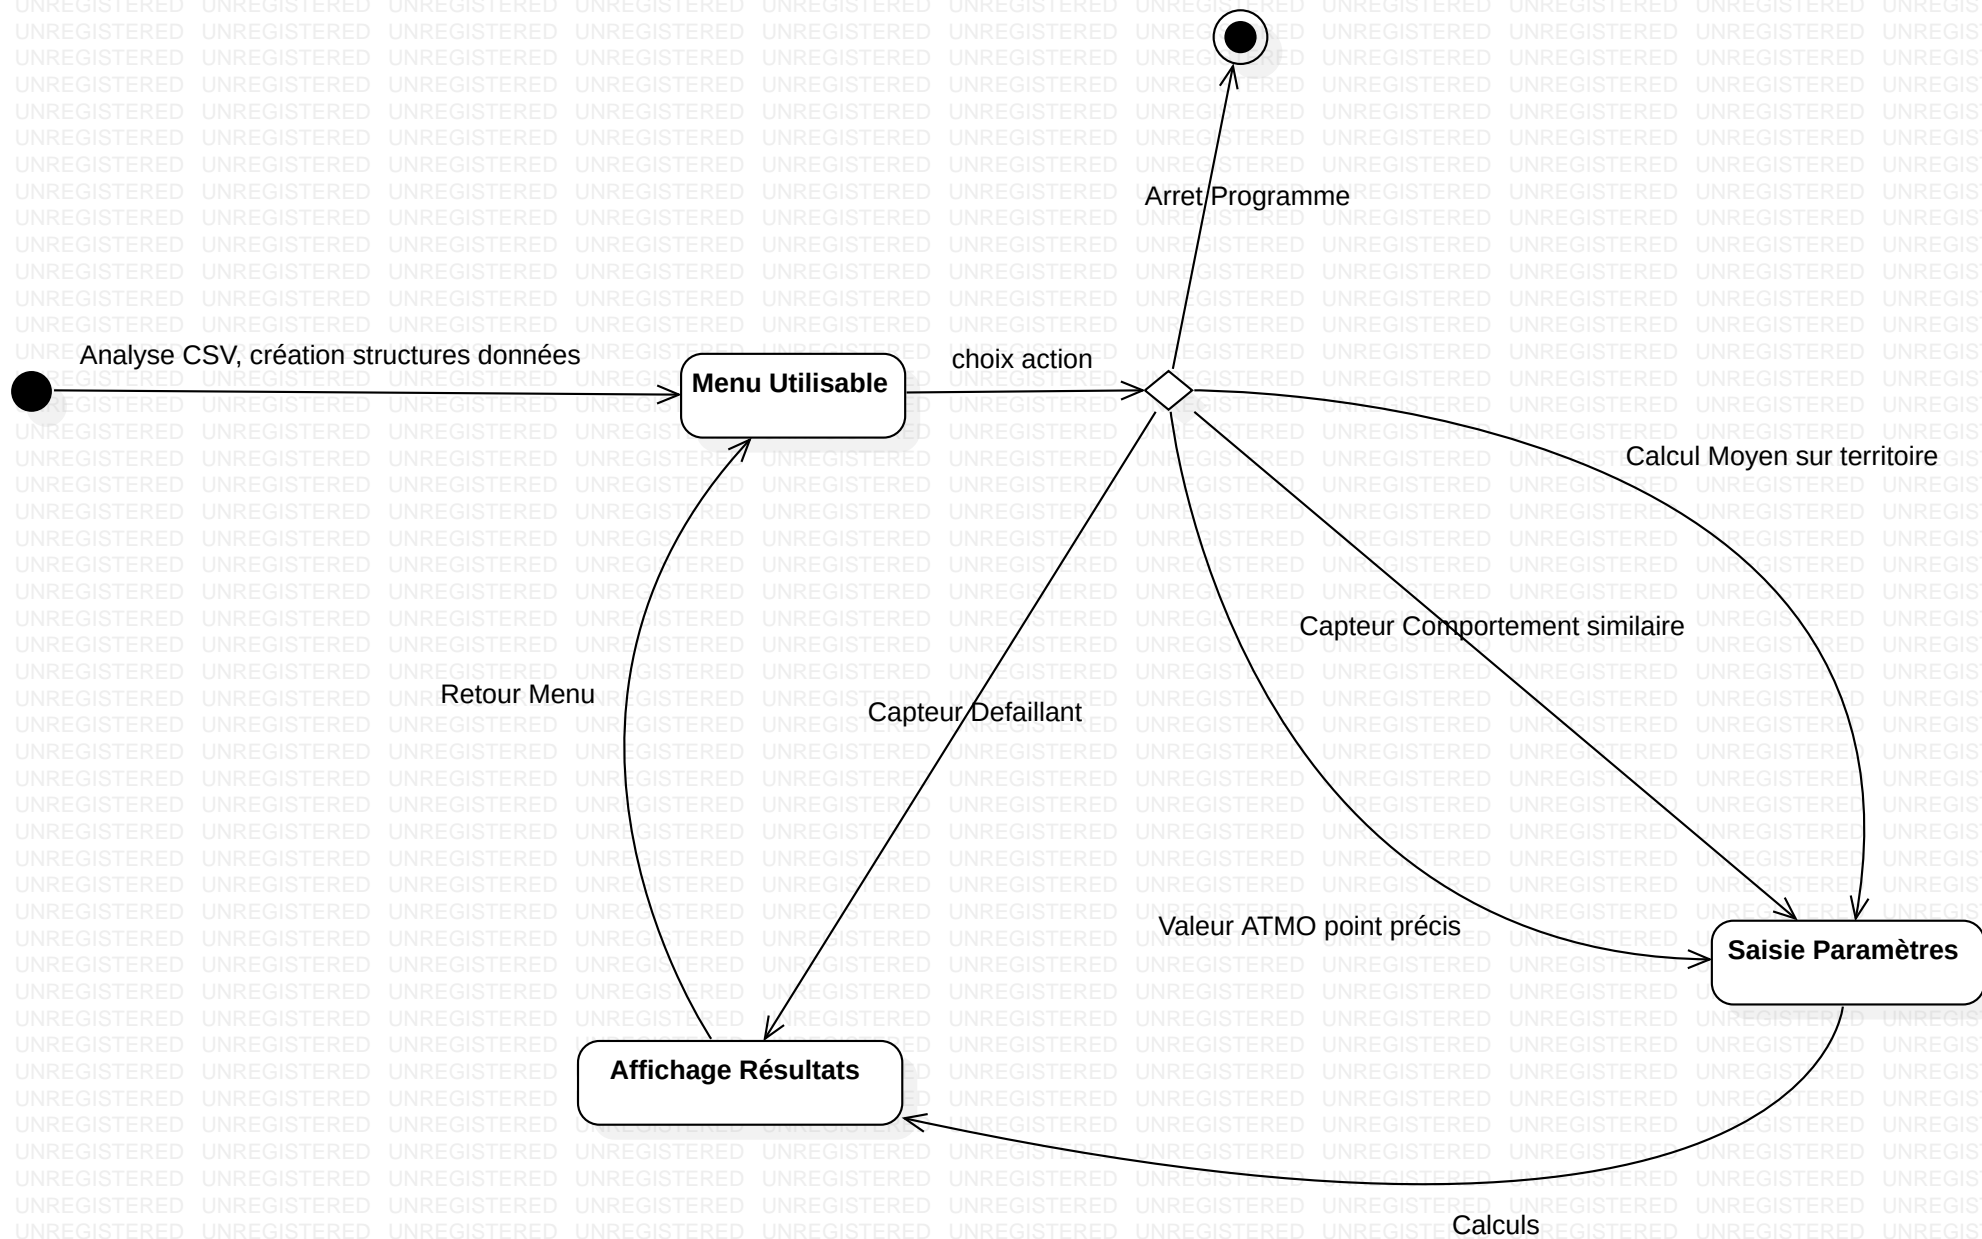 Arret Programme
Analyse CSV, création structures données
Menu Utilisable
choix action
Calcul Moyen sur territoire
Capteur Comportement similaire
Retour Menu
Capteur Defaillant
Valeur ATMO point précis
Saisie Paramètres
Affichage Résultats
Calculs
UNREGISTERED